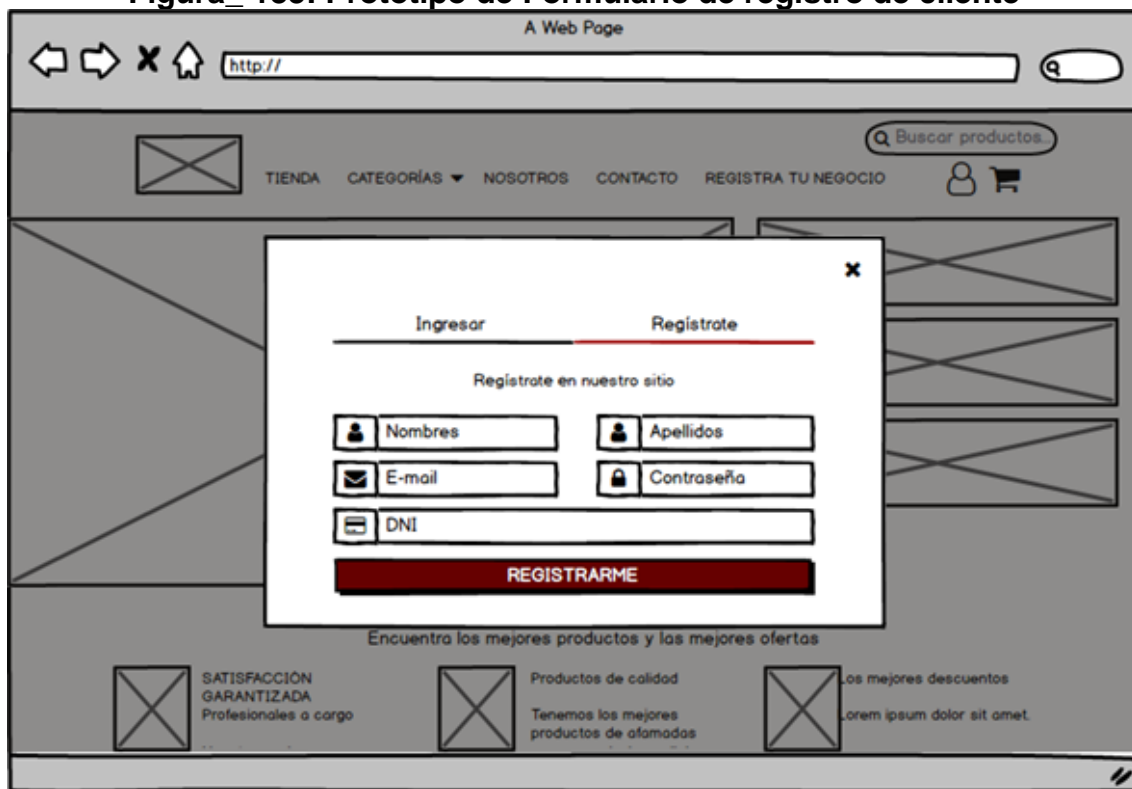 A Web Page
http://
Buscar productos..
TIENDA CATEGORÍAS NOSOTROS CONTACTO REGISTRA TU NEGOCIO
Ingresar Regístrate
Regístrate en nuestro sitio
Nombres Apellidos
E-mail Contraseña
DNI
REGISTRARME
Encuentra los mejores productos y las mejores ofertas
SATISFACCIÓN
GARANTIZADA
Profesionales a cargo
Productos de calidad
Tenemos los mejores
productos de afamadas
Los mejores descuentos
Lorem ipsum dolor sit amet.